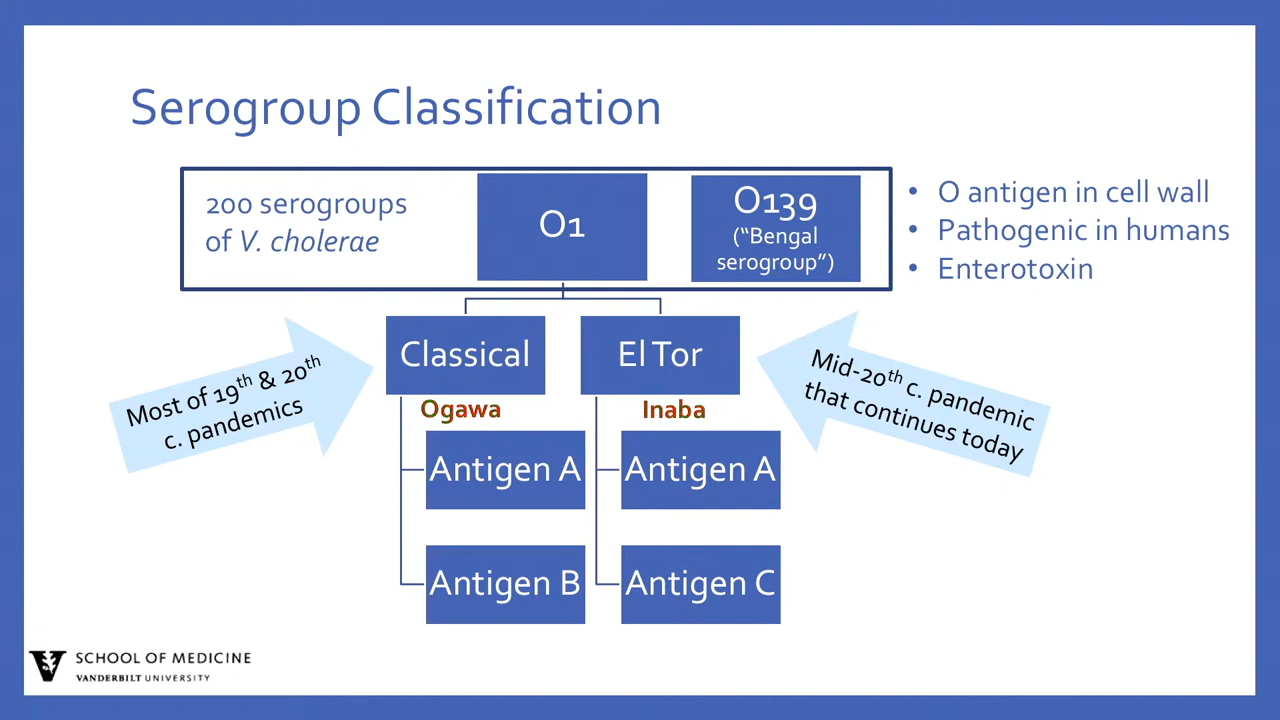 Serogroup Classification
200 serogroups
of V. cholerae
O1
O139
("Bengal
serogroup")
• O antigen in cell wall
• Pathogenic in humans
• Enterotoxin
Most of 19th & 20th
c. pandemics
Classical
El Tor
Mid-20th c. pandemic
that continues today
Ogawa
Inaba
Antigen A
Antigen A
Antigen B
Antigen C
V
SCHOOL OF MEDICINE
VANDERBILT UNIVERSITY